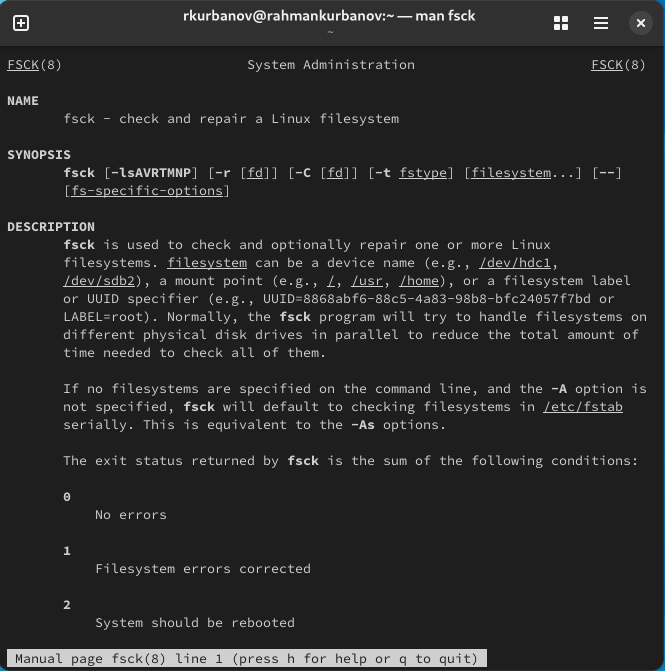 rkurbanov@rahmankurbanov:~ — man fsck
~
FSCK(8) System Administration FSCK(8)
NAME
fsck - check and repair a Linux filesystem
SYNOPSIS
fsck [-lsAVRTMNP] [-r [fd]] [-C [fd]] [-t fstype] [filesystem...] [--]
[fs-specific-options]
DESCRIPTION
fsck is used to check and optionally repair one or more Linux
filesystems. filesystem can be a device name (e.g., /dev/hdc1,
/dev/sdb2), a mount point (e.g., /, /usr, /home), or a filesystem label
or UUID specifier (e.g., UUID=8868abf6-88c5-4a83-98b8-bfc24057f7bd or
LABEL=root). Normally, the fsck program will try to handle filesystems on
different physical disk drives in parallel to reduce the total amount of
time needed to check all of them.
If no filesystems are specified on the command line, and the -A option is
not specified, fsck will default to checking filesystems in /etc/fstab
serially. This is equivalent to the -As options.
The exit status returned by fsck is the sum of the following conditions:
0
No errors
1
Filesystem errors corrected
2
System should be rebooted
Manual page fsck(8) line 1 (press h for help or q to quit)